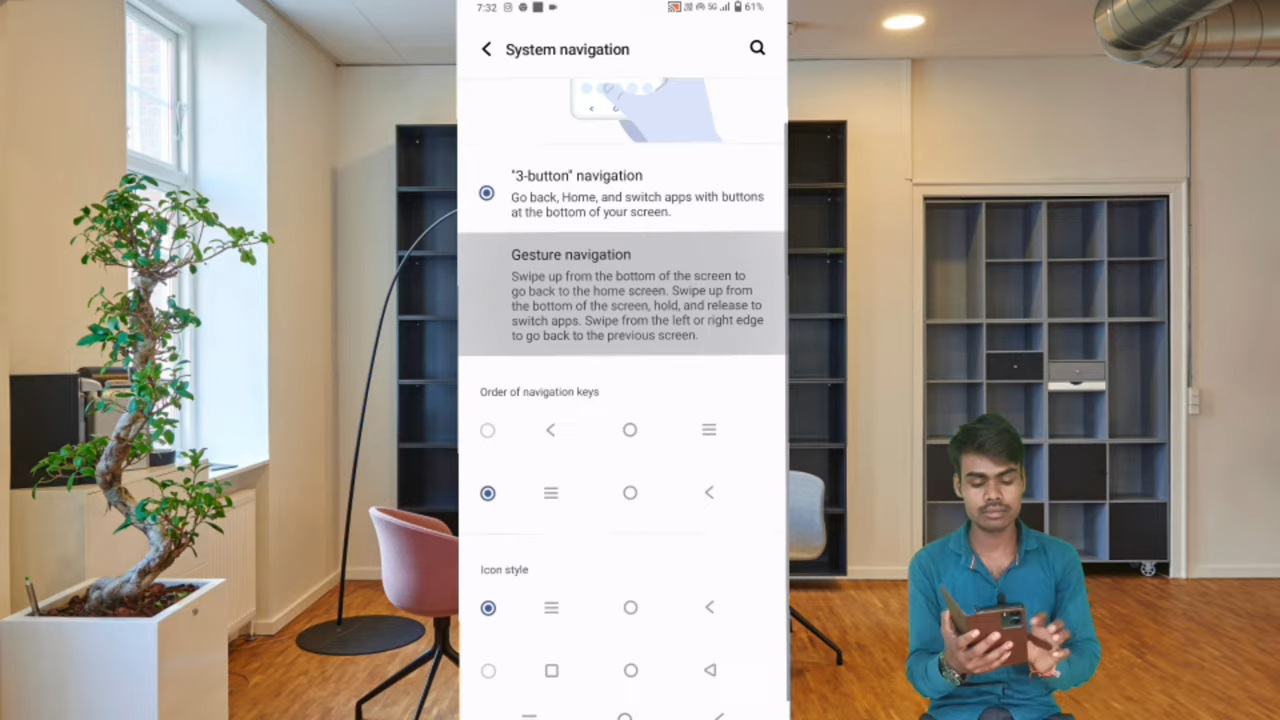 7:32
5G
61%
System navigation
"3-button" navigation
Go back, Home, and switch apps with buttons
at the bottom of your screen.
Gesture navigation
Swipe up from the bottom of the screen to
go back to the home screen. Swipe up from
the bottom of the screen, hold, and release to
switch apps. Swipe from the left or right edge
to go back to the previous screen.
Order of navigation keys
Icon style